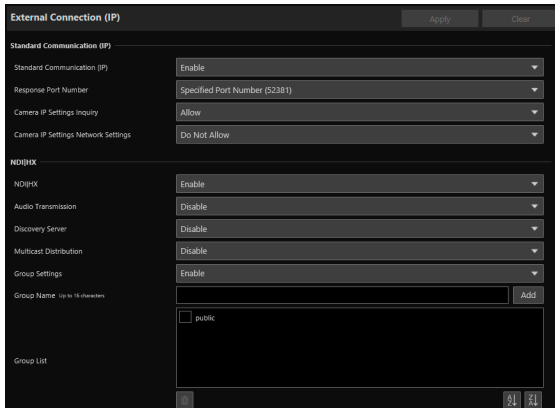 External Connection (IP)
Apply Clear
Standard Communication (IP)
Standard Communication (IP) Enable
Response Port Number Specified Port Number (52381)
Camera IP Settings Inquiry Allow
Camera IP Settings Network Settings Do Not Allow
NDI|HX
NDI|HX Enable
Audio Transmission Disable
Discovery Server Disable
Multicast Distribution Disable
Group Settings Enable
Group Name Up to 16 characters Add
public
Group List
A Z Z A